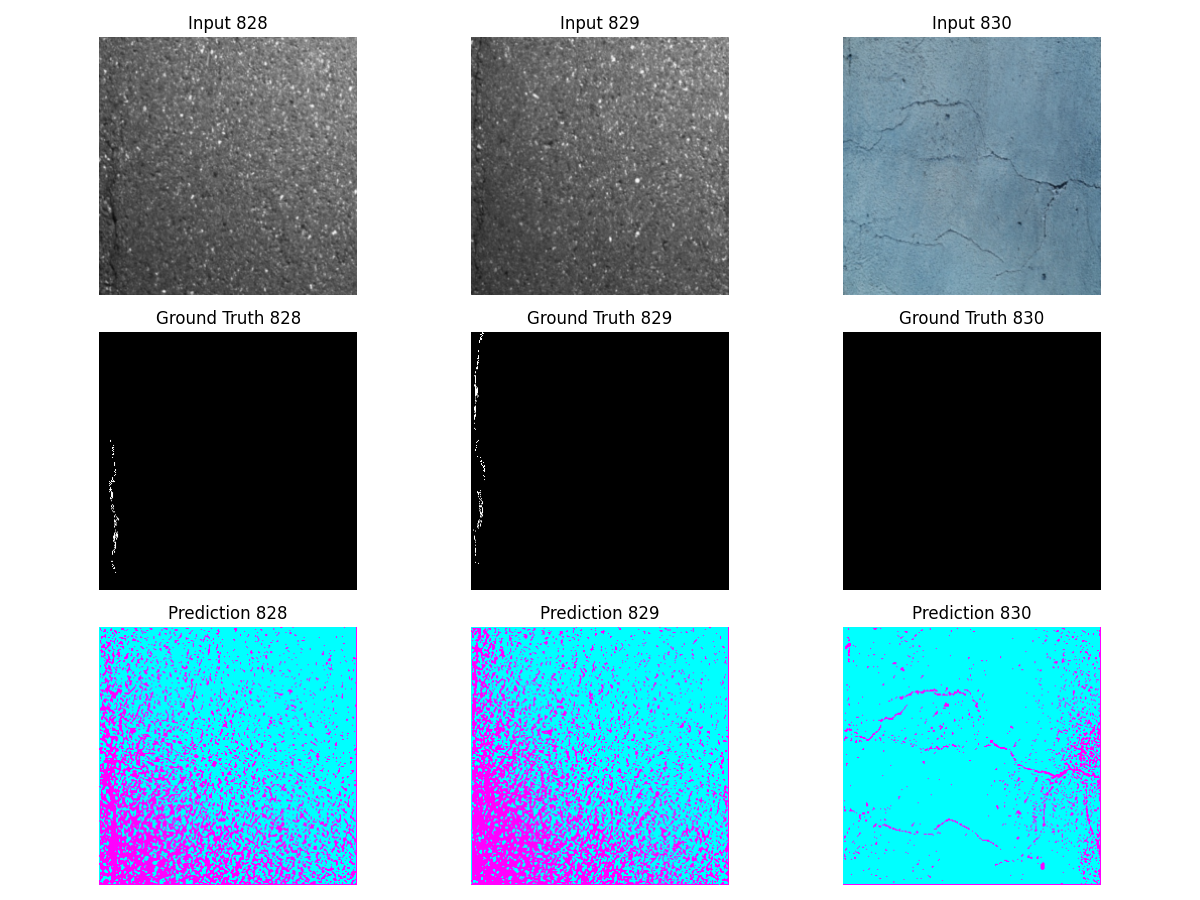 Input 828
Input 829
Input 830
Ground Truth 828
Ground Truth 829
Ground Truth 830
Prediction 828
Prediction 829
Prediction 830